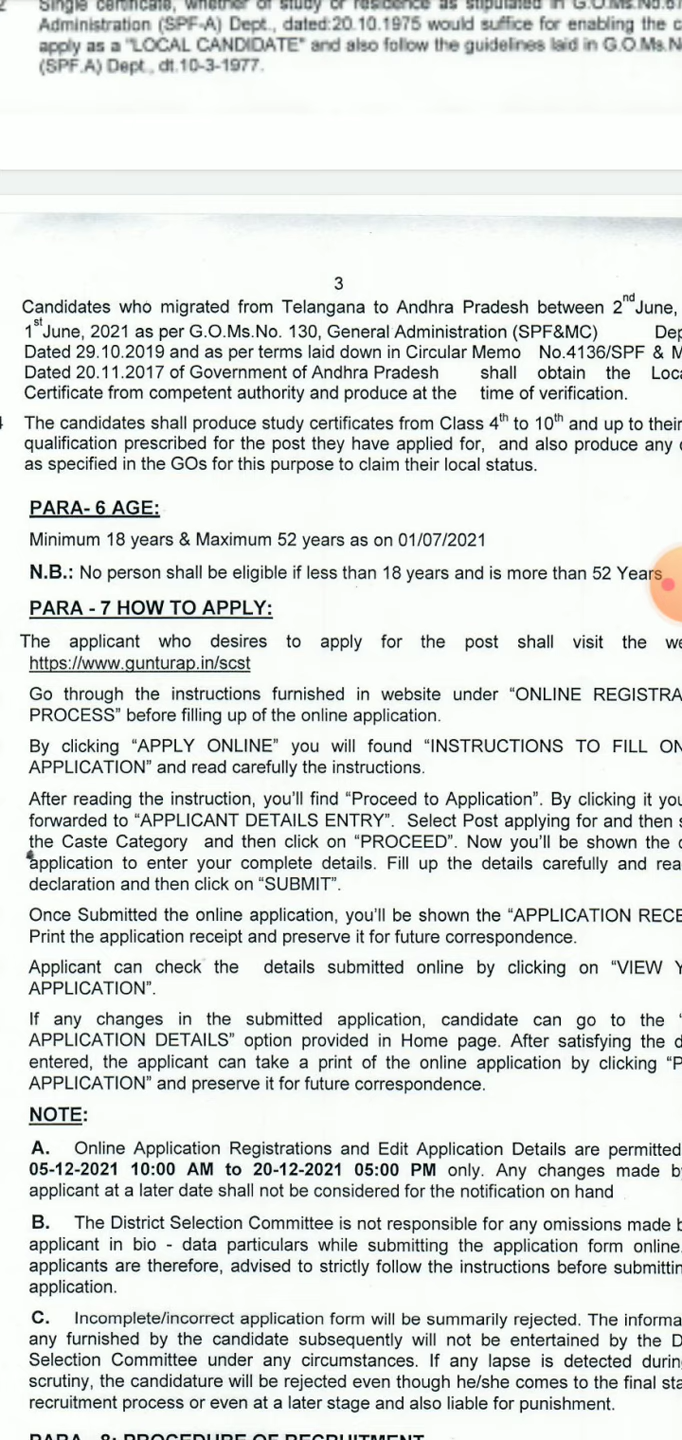 Single certificate, whether of study or residence as stipulated in G.O.Ms.No.
Administration (SPF-A) Dept., dated:20.10.1975 would suffice for enabling the
apply as a "LOCAL CANDIDATE" and also follow the guidelines laid in G.O.Ms.
(SPF.A) Dept., dt.10-3-1977.
3
Candidates who migrated from Telangana to Andhra Pradesh between 2nd June,
1st June, 2021 as per G.O.Ms.No. 130, General Administration (SPF&MC) Dep
Dated 29.10.2019 and as per terms laid down in Circular Memo No.4136/SPF & M
Dated 20.11.2017 of Government of Andhra Pradesh shall obtain the Loc
Certificate from competent authority and produce at the time of verification.
The candidates shall produce study certificates from Class 4th to 10th and up to their
qualification prescribed for the post they have applied for, and also produce any
as specified in the GOs for this purpose to claim their local status.
PARA- 6 AGE:
Minimum 18 years & Maximum 52 years as on 01/07/2021
N.B.: No person shall be eligible if less than 18 years and is more than 52 Years
PARA - 7 HOW TO APPLY:
The applicant who desires to apply for the post shall visit the we
https://www.gunturap.in/scst
Go through the instructions furnished in website under “ONLINE REGISTRA
PROCESS” before filling up of the online application.
By clicking “APPLY ONLINE” you will found “INSTRUCTIONS TO FILL ON
APPLICATION” and read carefully the instructions.
After reading the instruction, you’ll find “Proceed to Application”. By clicking it you
forwarded to “APPLICANT DETAILS ENTRY”. Select Post applying for and then s
the Caste Category and then click on “PROCEED”. Now you’ll be shown the
application to enter your complete details. Fill up the details carefully and rea
declaration and then click on “SUBMIT”.
Once Submitted the online application, you’ll be shown the “APPLICATION RECE
Print the application receipt and preserve it for future correspondence.
Applicant can check the details submitted online by clicking on “VIEW Y
APPLICATION”.
If any changes in the submitted application, candidate can go to the “
APPLICATION DETAILS” option provided in Home page. After satisfying the d
entered, the applicant can take a print of the online application by clicking “P
APPLICATION” and preserve it for future correspondence.
NOTE:
A. Online Application Registrations and Edit Application Details are permitted
05-12-2021 10:00 AM to 20-12-2021 05:00 PM only. Any changes made b
applicant at a later date shall not be considered for the notification on hand
B. The District Selection Committee is not responsible for any omissions made b
applicant in bio - data particulars while submitting the application form online.
applicants are therefore, advised to strictly follow the instructions before submittin
application.
C. Incomplete/incorrect application form will be summarily rejected. The informa
any furnished by the candidate subsequently will not be entertained by the D
Selection Committee under any circumstances. If any lapse is detected durin
scrutiny, the candidature will be rejected even though he/she comes to the final sta
recruitment process or even at a later stage and also liable for punishment.
PARA - 8: PROCEDURE OF RECRUITMENT